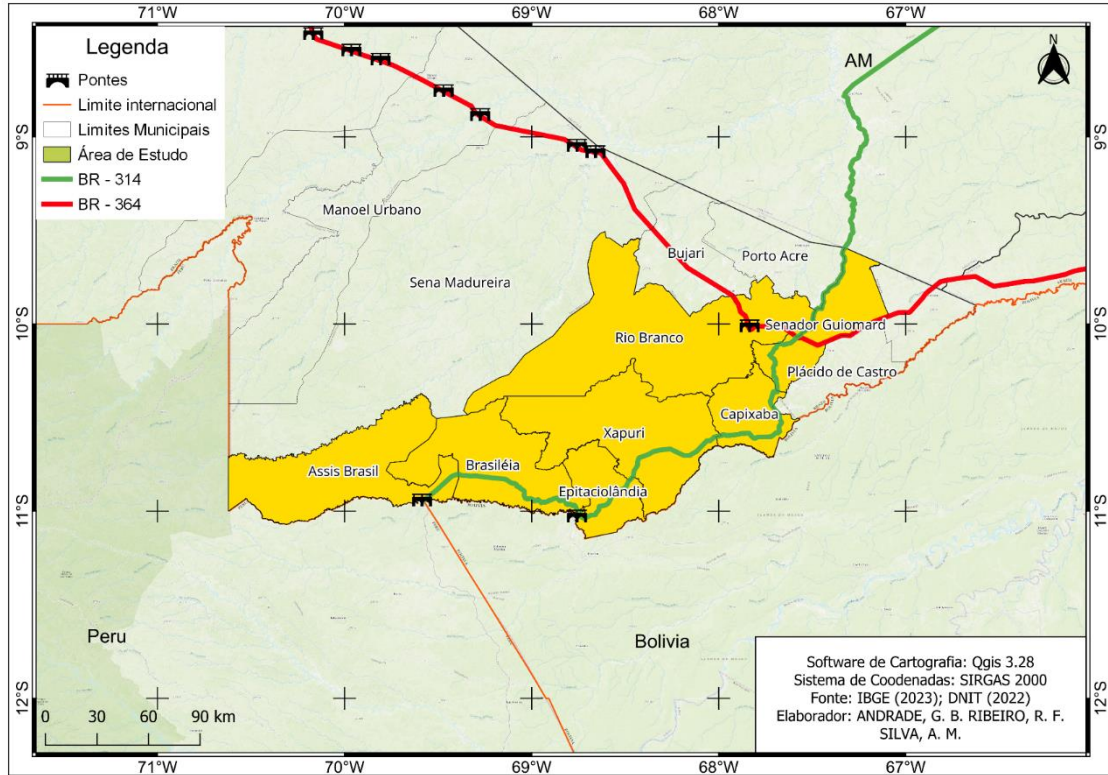 71°W 70°W 69°W 68°W 67°W
Legenda
Pontes
Limite internacional
Limites Municipais
Área de Estudo
BR - 314
BR - 364
AM
N
9°S
9°S
Manoel Urbano
Bujari
Porto Acre
Sena Madureira
10°S
10°S
Senador Guiomard
Rio Branco
Plácido de Castro
Capixaba
Xapuri
Assis Brasil
Brasiléia
Epitaciolândia
11°S
11°S
Peru
Bolivia
12°S
12°S
0 30 60 90 km
Software de Cartografia: Qgis 3.28
Sistema de Coodenadas: SIRGAS 2000
Fonte: IBGE (2023); DNIT (2022)
Elaborador: ANDRADE, G. B. RIBEIRO, R. F.
SILVA, A. M.
71°W 70°W 69°W 68°W 67°W